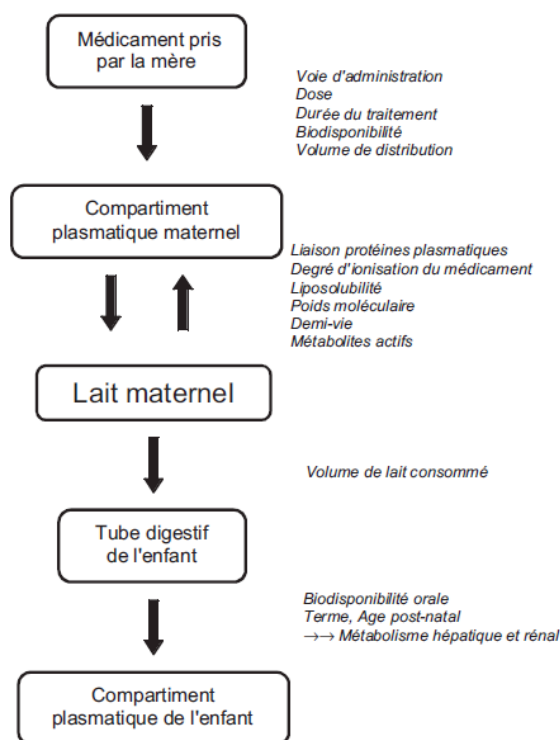 Médicament pris
par la mère
Voie d'administration
Dose
Durée du traitement
Biodisponibilité
Volume de distribution
Compartiment
plasmatique maternel
Liaison protéines plasmatiques
Degré d'ionisation du médicament
Liposolubilité
Poids moléculaire
Demi-vie
Métabolites actifs
Lait maternel
Volume de lait consommé
Tube digestif
de l'enfant
Biodisponibilité orale
Terme, Age post-natal
→→ Métabolisme hépatique et rénal
Compartiment
plasmatique de l'enfant